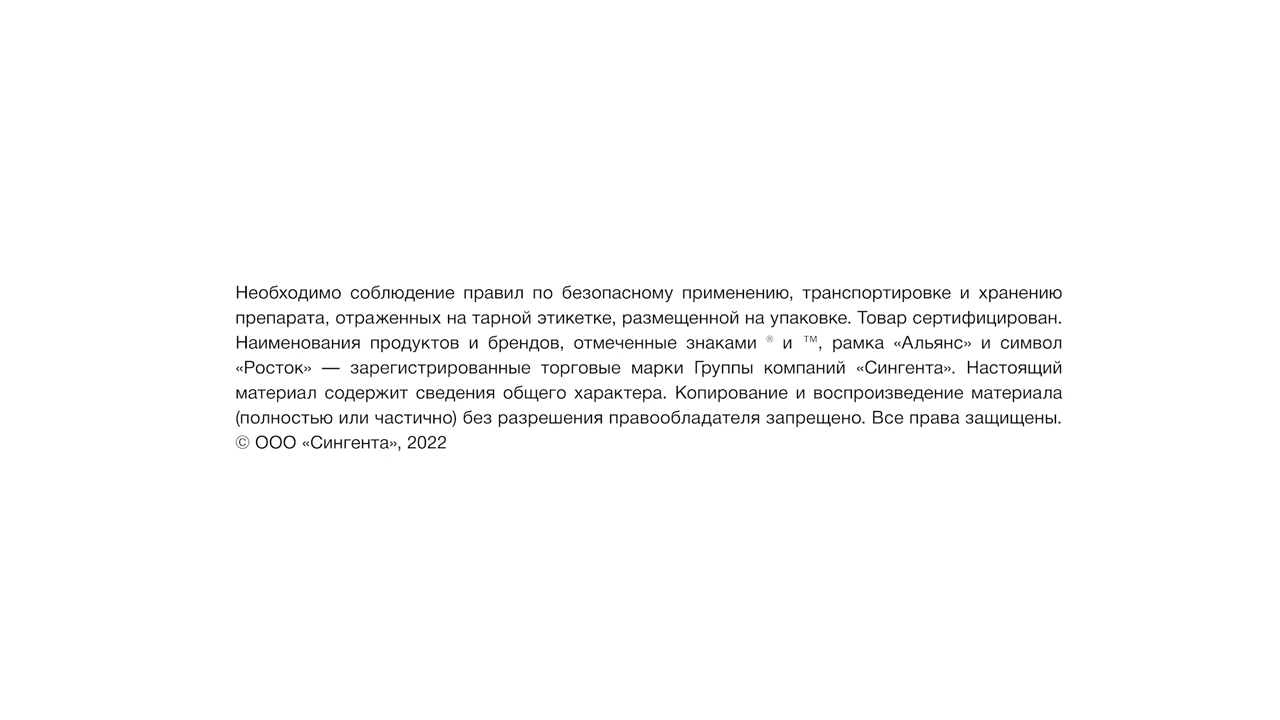 Необходимо соблюдение правил по безопасному применению, транспортировке и хранению
препарата, отраженных на тарной этикетке, размещенной на упаковке. Товар сертифицирован.
Наименования продуктов и брендов, отмеченные знаками ® и ™, рамка «Альянс» и символ
«Росток» — зарегистрированные торговые марки Группы компаний «Сингента». Настоящий
материал содержит сведения общего характера. Копирование и воспроизведение материала
(полностью или частично) без разрешения правообладателя запрещено. Все права защищены.
© ООО «Сингента», 2022